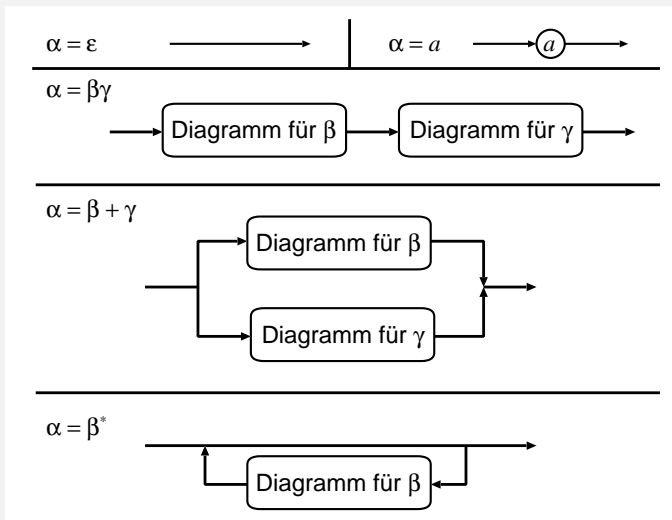 α = ε
α = a
a
α = βγ
Diagramm für β
Diagramm für γ
α = β + γ
Diagramm für β
Diagramm für γ
α = β*
Diagramm für β